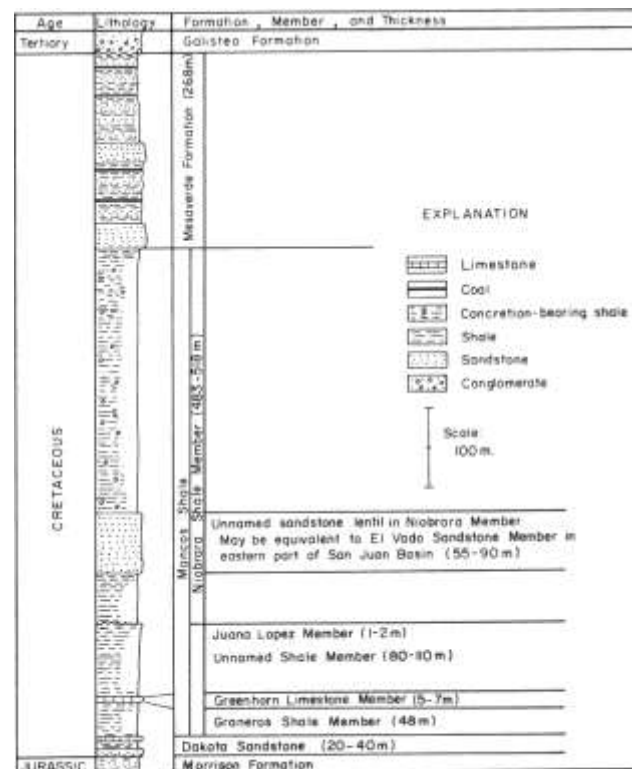 Age Lithology Formation, Member, and Thickness
Tertiary Galisteo Formation
CRETACEOUS
Mesaverde Formation (268m)
Mancos Shale
Niobrara Shale Member (483-518m)
EXPLANATION
Limestone
Coal
Concretion-bearing shale
Shale
Sandstone
Conglomerate
Scale
100 m.
Unnamed sandstone lentil in Niobrara Member
May be equivalent to El Vado Sandstone Member in
eastern part of San Juan Basin (55-90m)
Juana Lopez Member (1-2m)
Unnamed Shale Member (80-110m)
Greenhorn Limestone Member (5-7m)
Graneros Shale Member (48m)
Dakota Sandstone (20-40m)
JURASSIC Morrison Formation